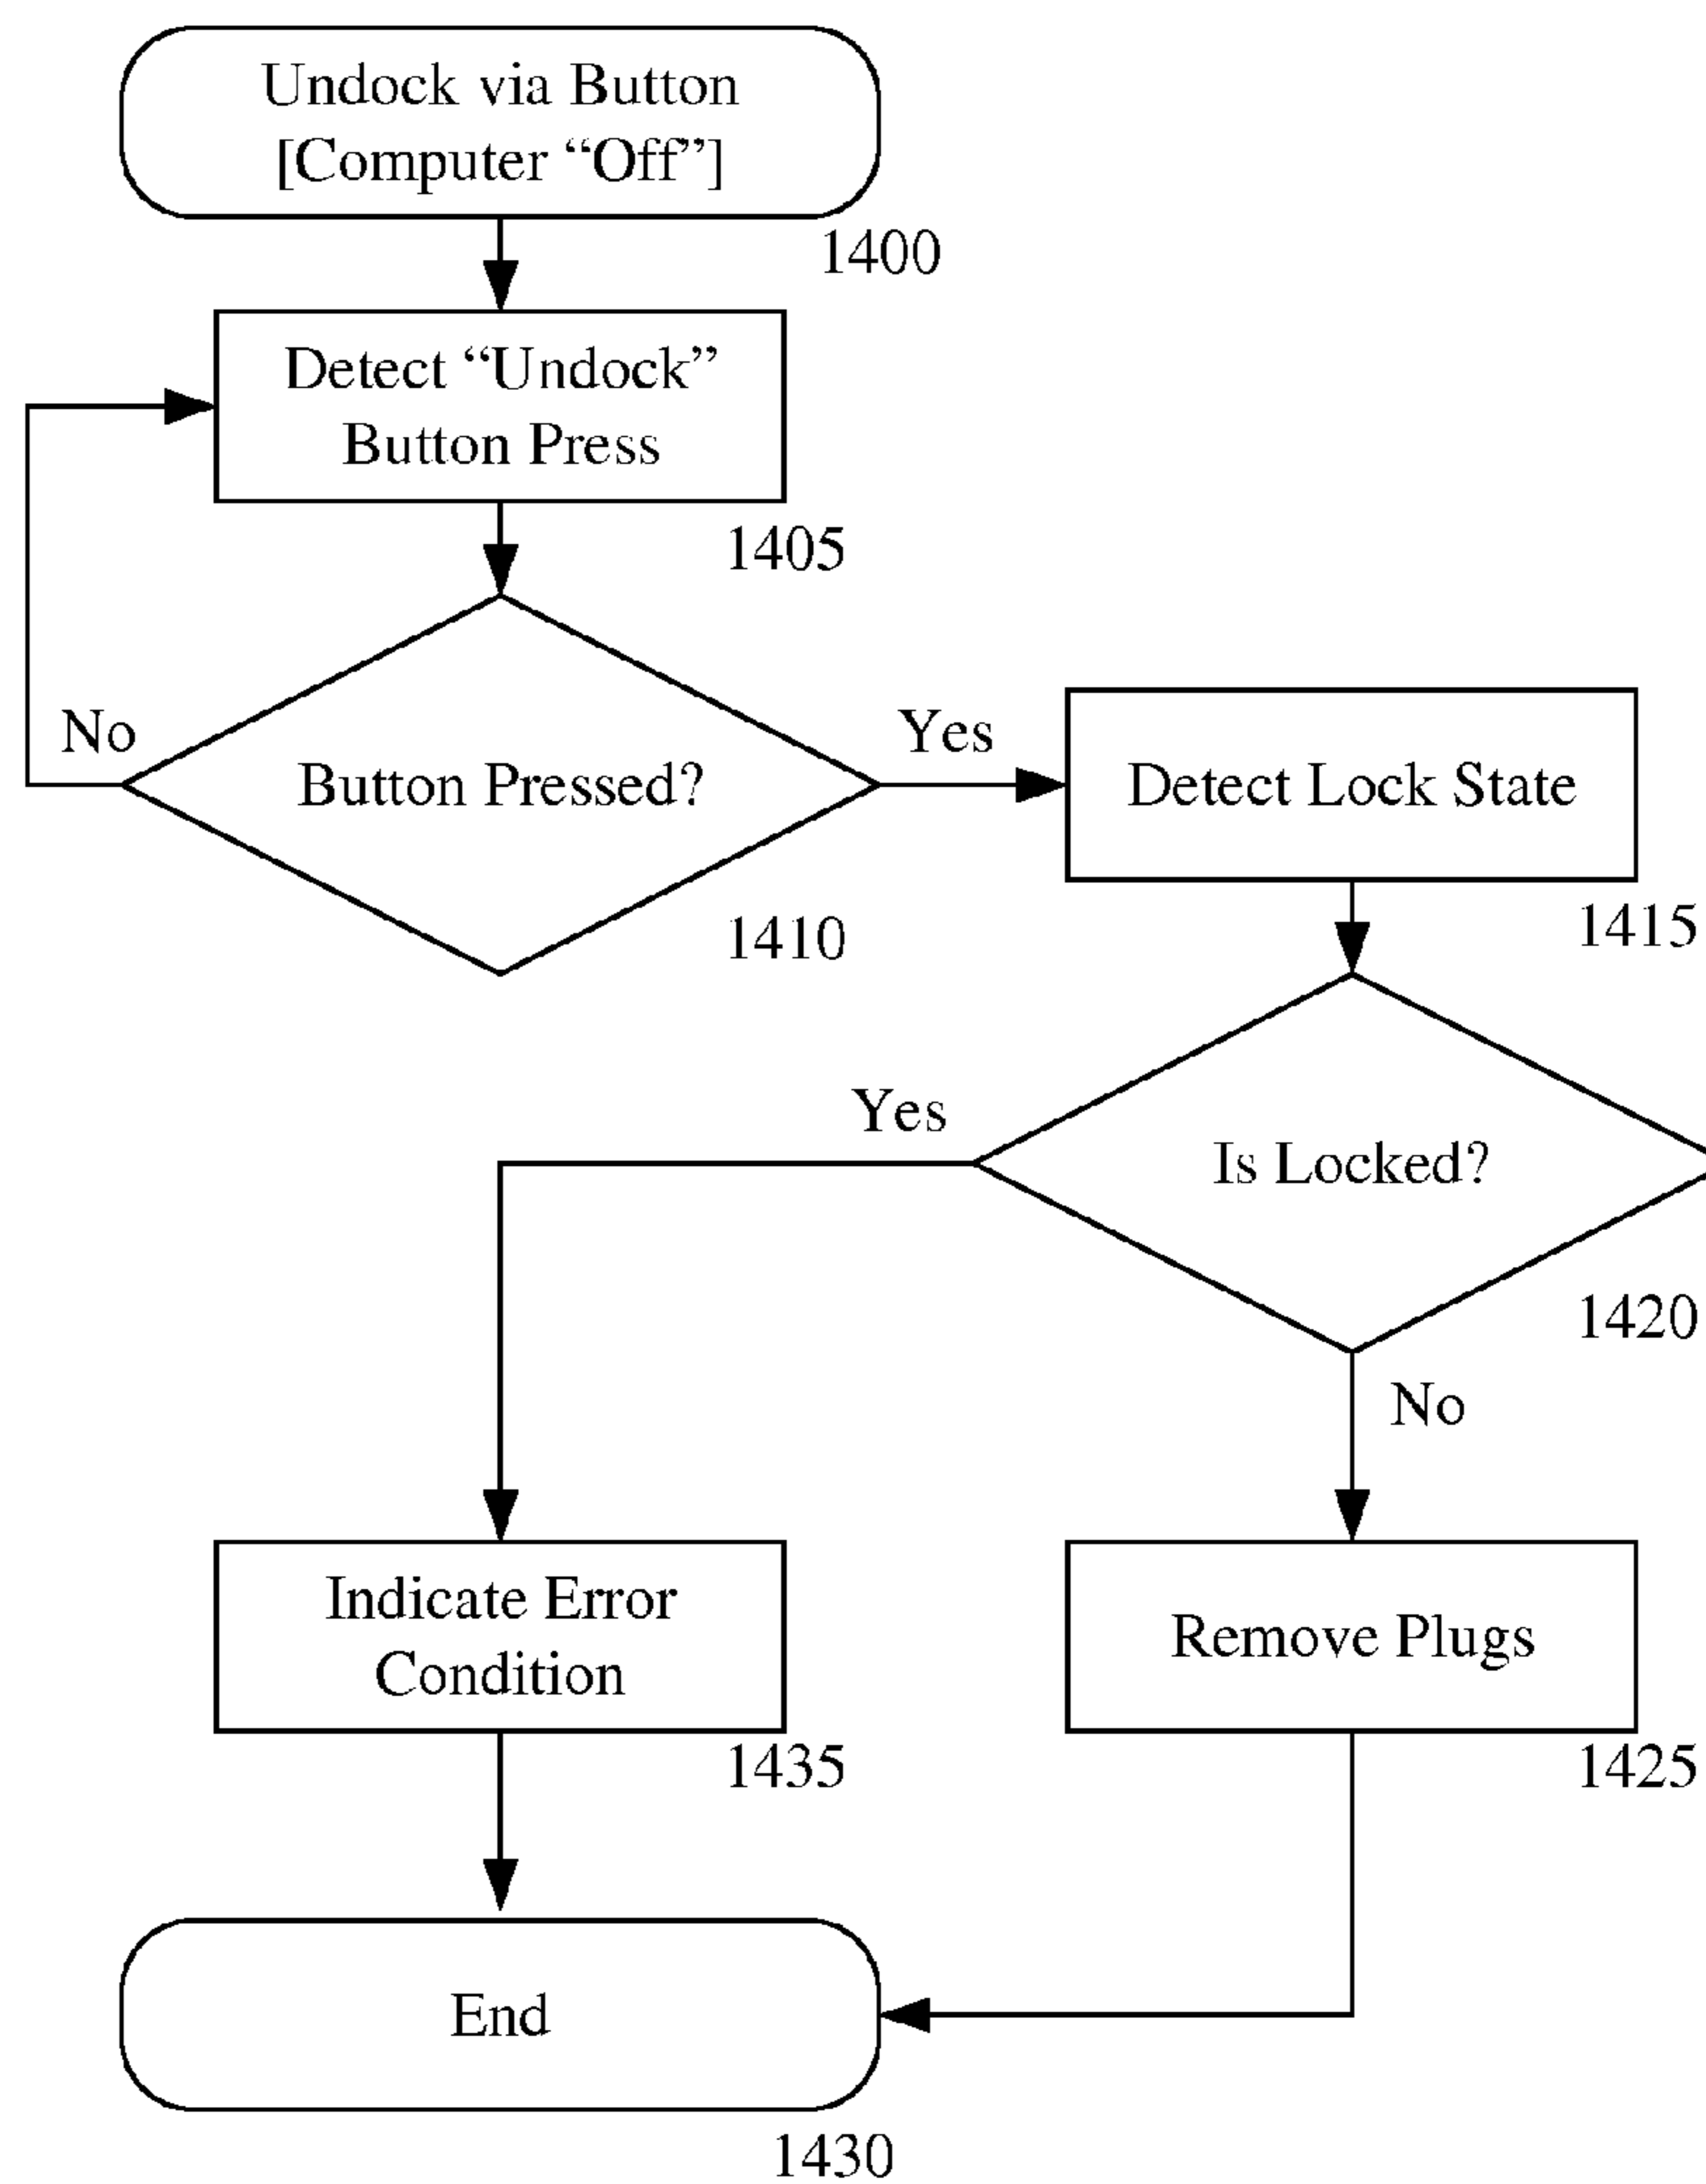 Undock via Button
[Computer “Off”]
1400
Detect “Undock”
Button Press
1405
No
Button Pressed?
Yes
1410
Detect Lock State
1415
Yes
Is Locked?
1420
No
Indicate Error
Condition
1435
Remove Plugs
1425
End
1430